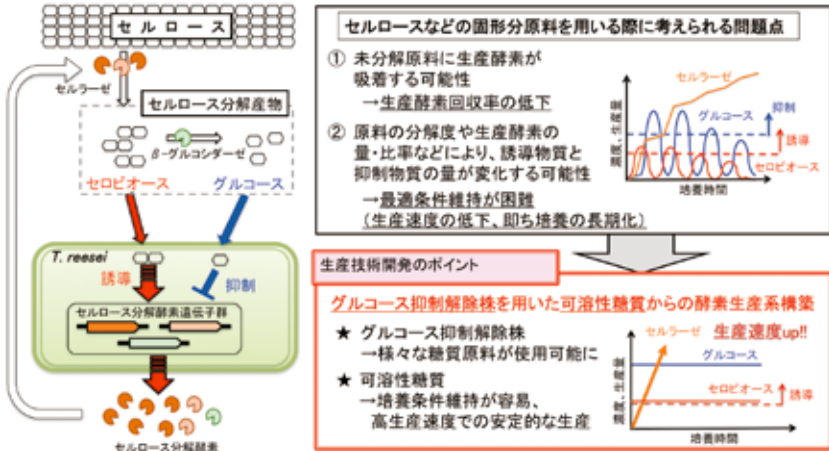 セルロース
セルラーゼ
セルロース分解産物
β-グルコシダーゼ
セロビオース
グルコース
T. reesei
誘導
抑制
セルロース分解酵素遺伝子群
セルロース分解酵素
セルロースなどの固形分原料を用いる際に考えられる問題点
① 未分解原料に生産酵素が
吸着する可能性
→生産酵素回収率の低下
② 原料の分解度や生産酵素の
量・比率などにより、誘導物質と
抑制物質の量が変化する可能性
→最適条件維持が困難
(生産速度の低下、即ち培養の長期化)
濃度、生産量
セルラーゼ
グルコース
抑制
誘導
セロビオース
培養時間
生産技術開発のポイント
グルコース抑制解除株を用いた可溶性糖質からの酵素生産系構築
★ グルコース抑制解除株
→様々な糖質原料が使用可能に
★ 可溶性糖質
→培養条件維持が容易、
高生産速度での安定的な生産
濃度、生産量
セルラーゼ
生産速度up!!
グルコース
セロビオース
誘導
培養時間